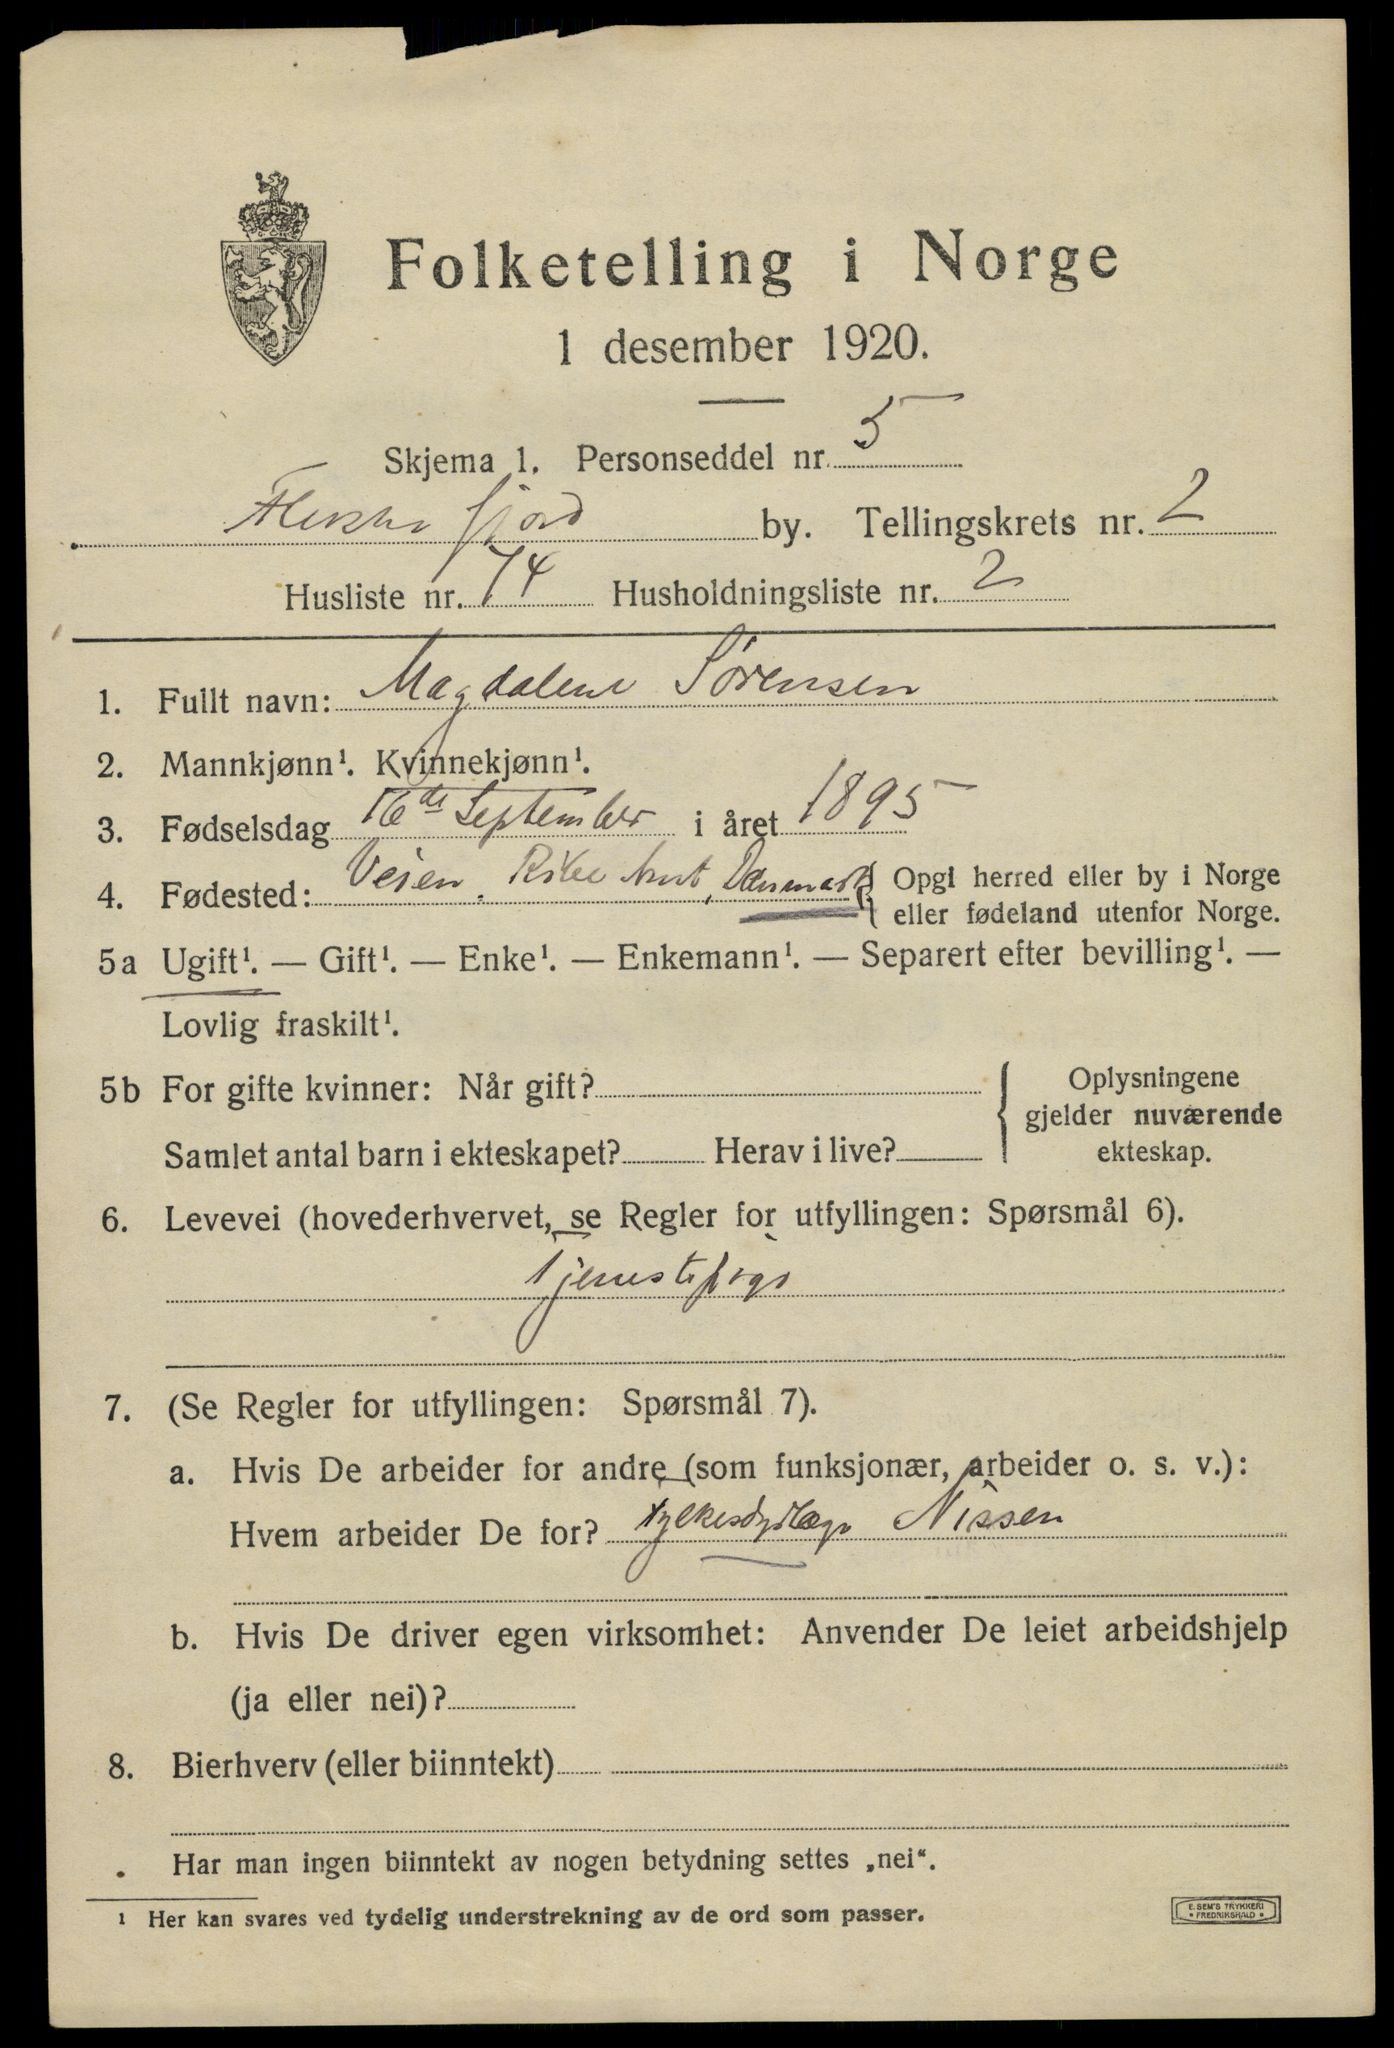 Folketelling i Norge
1 desember 1920.
Skjema 1. Personseddel nr. 5
Flekkefjord by. Tellingskrets nr. 2
Husliste nr. 74 Husholdningsliste nr. 2
1. Fullt navn: Magdalene Sørensen
2. Mannkjønn¹. Kvinnekjønn¹.
3. Fødselsdag 16de September i året 1895
4. Fødested: Veien, Ribe Amt, Danmark { Opgi herred eller by i Norge
eller fødeland utenfor Norge.
5a Ugift¹. — Gift¹. — Enke¹. — Enkemann¹. — Separert efter bevilling¹. —
Lovlig fraskilt¹.
5b For gifte kvinner: Når gift?
Samlet antal barn i ekteskapet? Herav i live?
{ Oplysningene
gjelder nuværende
ekteskap.
6. Levevei (hovederhvervet, se Regler for utfyllingen: Spørsmål 6).
Tjenestepige
7. (Se Regler for utfyllingen: Spørsmål 7).
a. Hvis De arbeider for andre (som funksjonær, arbeider o. s. v.):
Hvem arbeider De for? Nissen
b. Hvis De driver egen virksomhet: Anvender De leiet arbeidshjelp
(ja eller nei)?
8. Bierhverv (eller biinntekt)
Har man ingen biinntekt av nogen betydning settes „nei“.
¹ Her kan svares ved tydelig understrekning av de ord som passer.
E. SEM'S TRYKKERI
FREDRIKSHALD